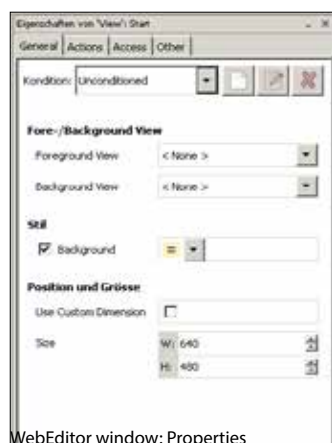 Eigenschaften von 'View': Start
General Actions Access Other
Kondition: Unconditioned
Fore-/Background View
Foreground View < None >
Background View < None >
Stil
Background =
Position und Grösse
Use Custom Dimension
Size W: 640
H: 480
WebEditor window: Properties